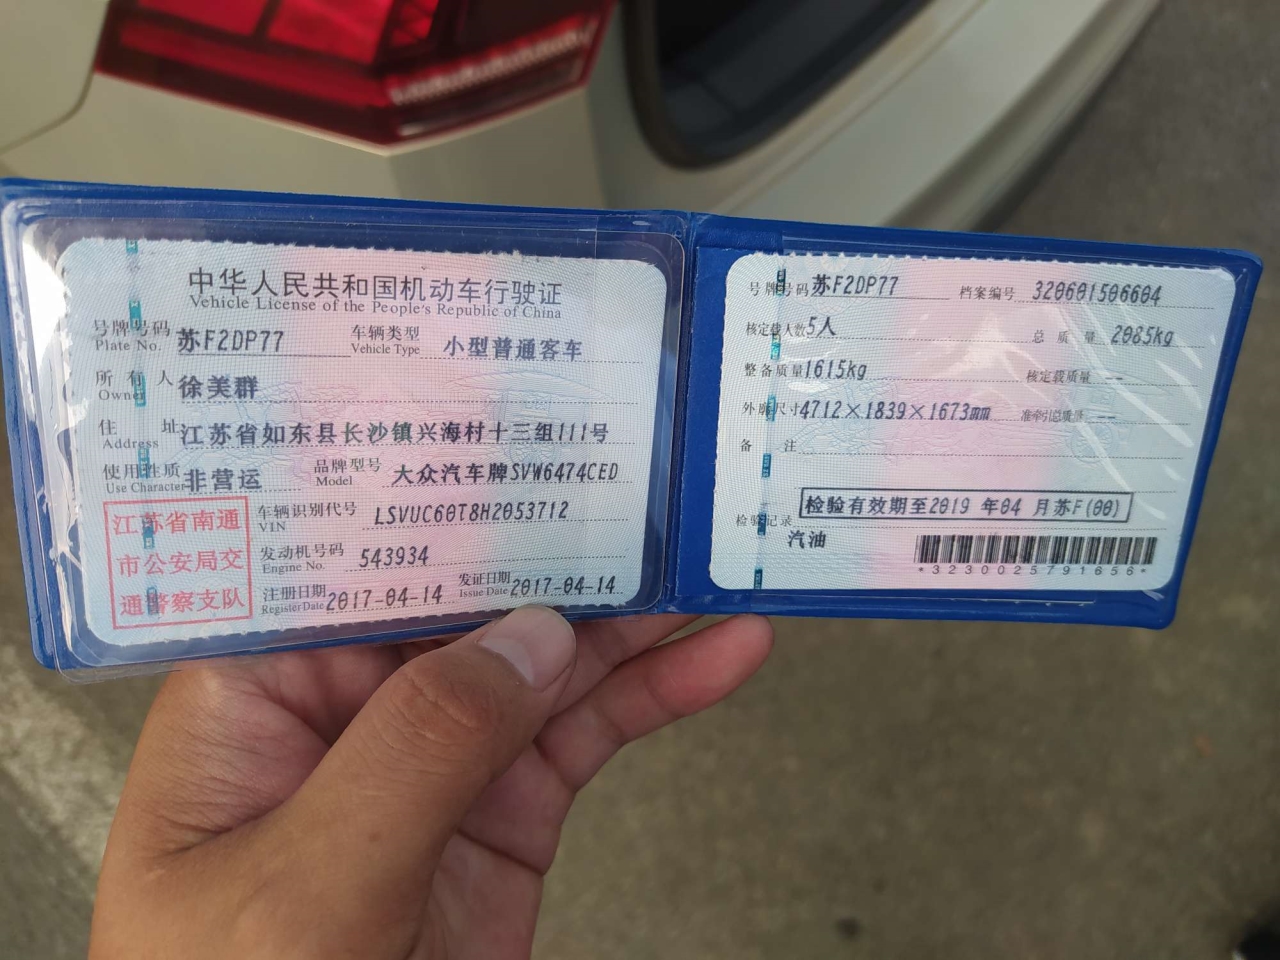 中华人民共和国机动车行驶证
Vehicle License of the People's Republic of China
号牌号码 苏F2DP77 车辆类型 小型普通客车
Plate No. Vehicle Type
所有人 徐美群
Owner
住址 江苏省如东县长沙镇兴海村十三组111号
Address
使用性质 非营运 品牌型号 大众汽车牌SVW6474CED
Use Character Model
江苏省南通
市公安局交
通警察支队
车辆识别代号 LSVUC60T8H2053712
VIN
发动机号码 543934
Engine No.
注册日期 2017-04-14 发证日期 2017-04-14
Register Date Issue Date
号牌号码 苏F2DP77 档案编号 320601506604
核定载人数 5人 总质量 2085kg
整备质量 1615kg 核定载质量 --
外廓尺寸 4712×1839×1673mm 准牵引总质量 --
备注
检验有效期至2019 年04 月苏F(00)
检验记录
汽油
*3230025791656*